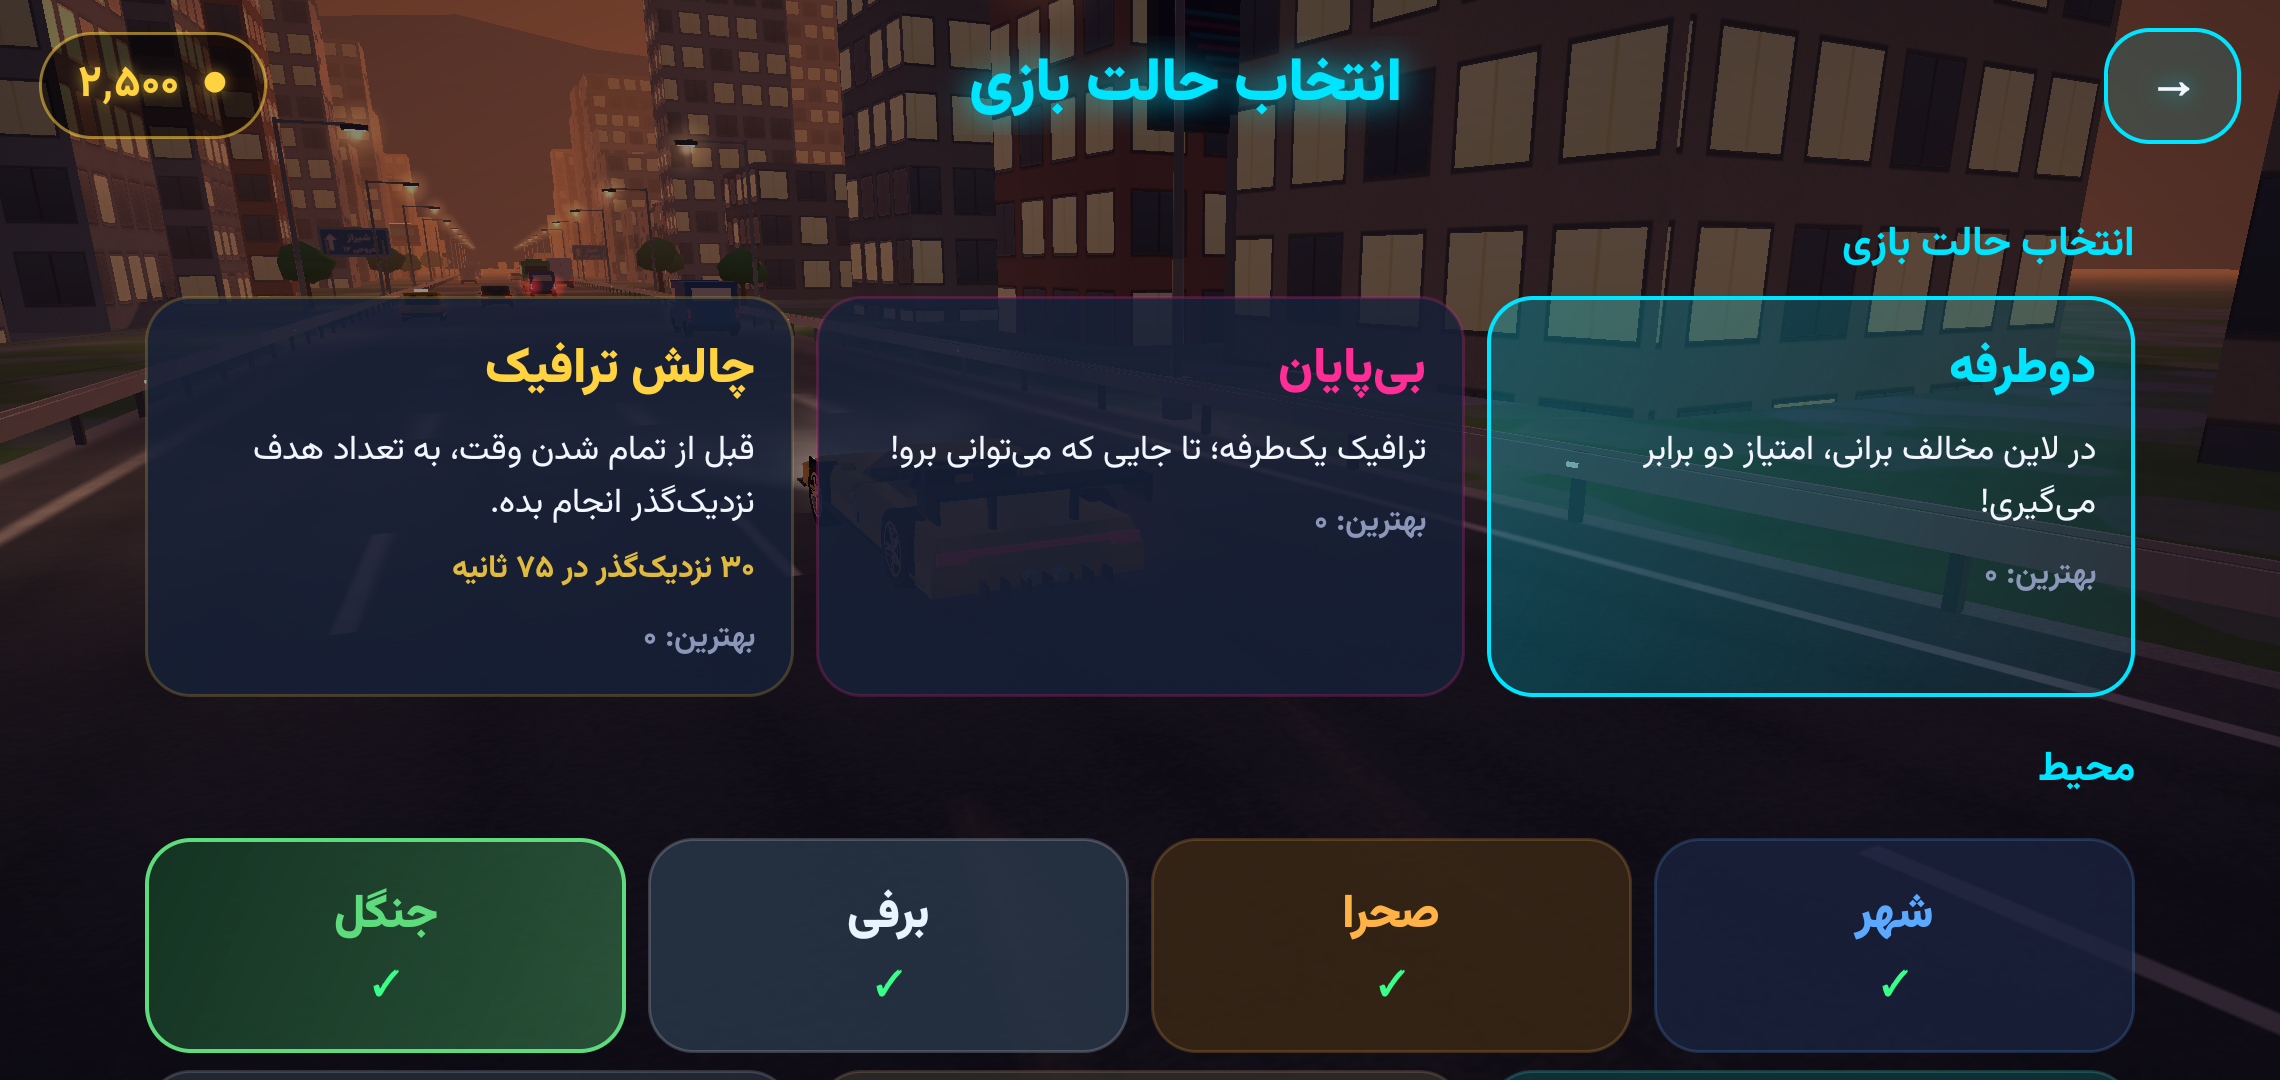 →
انتخاب حالت بازی
۲,۵۰۰
انتخاب حالت بازی
دوطرفه
در لاین مخالف برانی، امتیاز دو برابر
می‌گیری!
بهترین: ۰
بی‌پایان
ترافیک یک‌طرفه؛ تا جایی که می‌توانی برو!
بهترین: ۰
چالش ترافیک
قبل از تمام شدن وقت، به تعداد هدف
نزدیک‌گذر انجام بده.
۳۰ نزدیک‌گذر در ۷۵ ثانیه
بهترین: ۰
محیط
شهر
✓
صحرا
✓
برفی
✓
جنگل
✓
شیراز